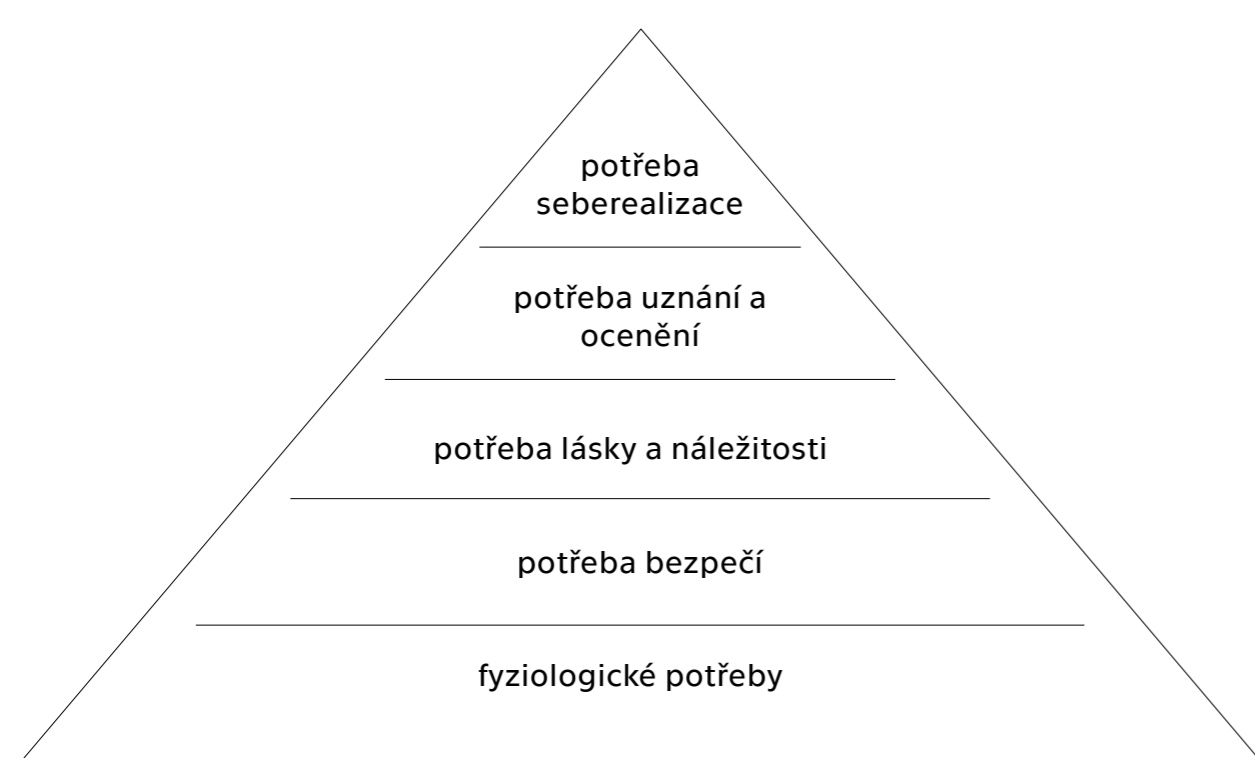 potřeba
seberealizace
potřeba uznání a
ocenění
potřeba lásky a náležitosti
potřeba bezpečí
fyziologické potřeby